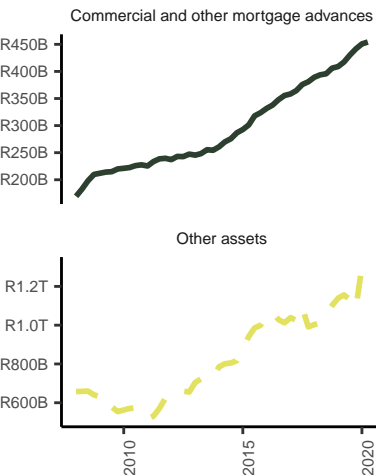 Commercial and other mortgage advances
R450B
R400B
R350B
R300B
R250B
R200B
Other assets
R1.2T
R1.0T
R800B
R600B
2010
2015
2020